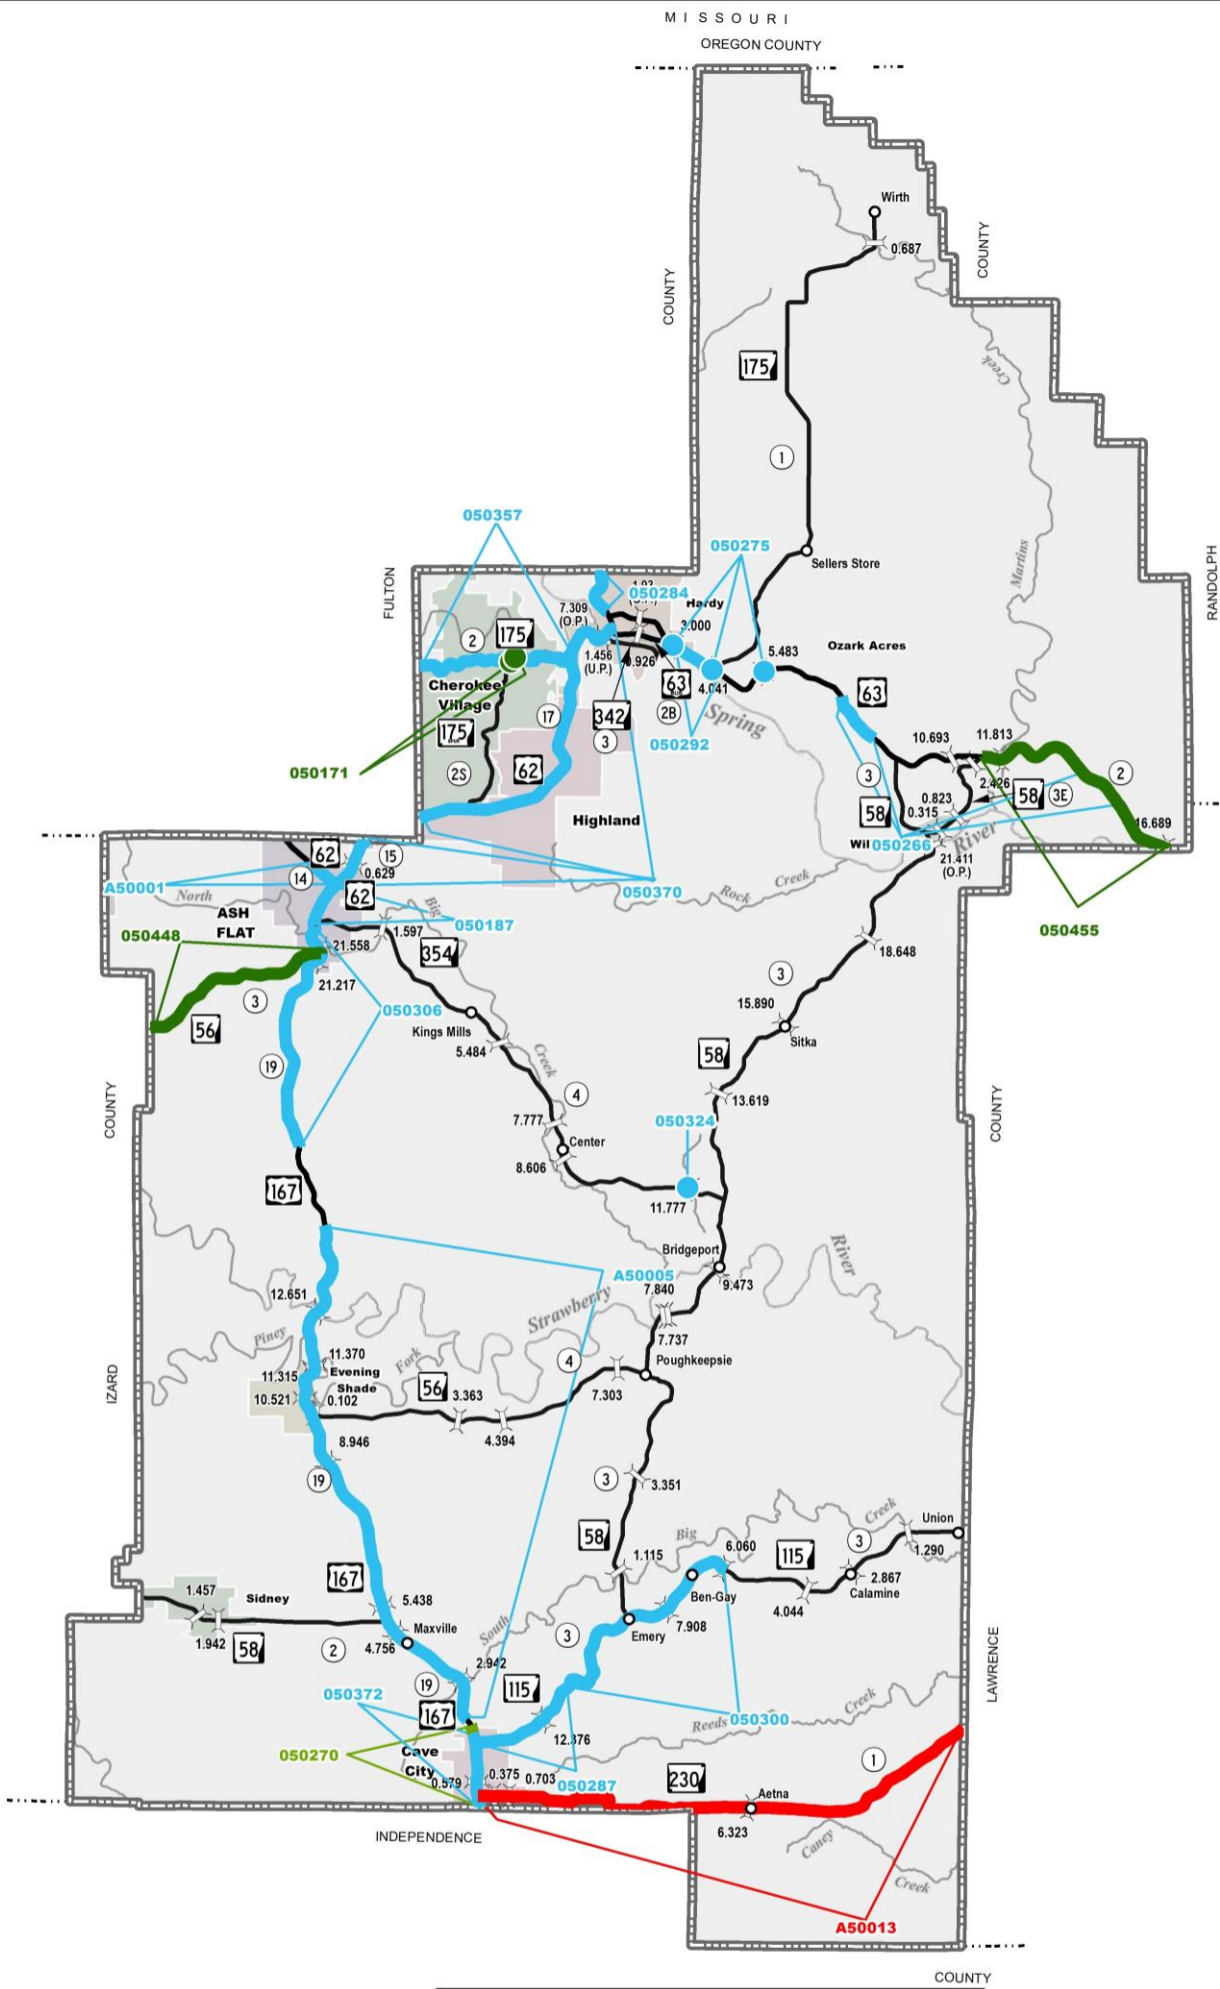 MISSOURI
OREGON COUNTY
Wirth
0.687
COUNTY
COUNTY
Creek
175
1
050357
050275
Sellers Store
Martins
FULTON
RANDOLPH
050284
Hardy
7.309
(O.P.)
3.000
2
175
1.456
(U.P.)
0.926
5.483
Ozark Acres
Cherokee
Village
63
4.041
63
17
342
2B
Spring
175
3
050292
10.693
11.813
050171
2S
62
3
2.426
2
58
3E
58
0.823
0.315
16.689
Highland
050266
River
21.411
(O.P.)
62
15
14
0.629
A50001
62
050370
North
Rock
Creek
ASH
FLAT
Big
050187
1.597
050448
21.558
354
050455
18.648
21.217
3
3
050306
15.890
56
Kings Mills
Sitka
5.484
Creek
58
19
4
13.619
COUNTY
COUNTY
7.777
050324
Center
8.606
167
11.777
Bridgeport
River
A50005
9.473
12.651
7.840
Strawberry
Piney
7.737
11.370
Fork
4
Poughkeepsie
11.315
Evening
Shade
IZARD
10.521
0.102
56
3.363
7.303
8.946
4.394
19
3
3.351
Creek
Union
58
Big
6.060
115
3
1.290
1.115
167
2.867
Calamine
1.457
Ben-Gay
Sidney
5.438
4.044
Maxville
7.908
1.942
58
2
4.756
South
3
Emery
LAWRENCE
2.942
19
115
050372
167
Reeds
Creek
050300
12.376
050270
Cave
City
1
0.579
0.375
0.703
050287
230
Aetna
6.323
INDEPENDENCE
Caney
Creek
A50013
COUNTY